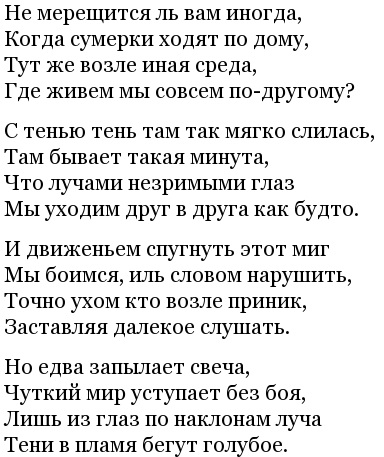 Не мерещится ль вам иногда,
Когда сумерки ходят по дому,
Тут же возле иная среда,
Где живем мы совсем по-другому?
С тенью тень там так мягко слилась,
Там бывает такая минута,
Что лучами незримыми глаз
Мы уходим друг в друга как будто.
И движеньем спугнуть этот миг
Мы боимся, иль словом нарушить,
Точно ухом кто возле приник,
Заставляя далекое слушать.
Но едва запылает свеча,
Чуткий мир уступает без боя,
Лишь из глаз по наклонам луча
Тени в пламя бегут голубое.